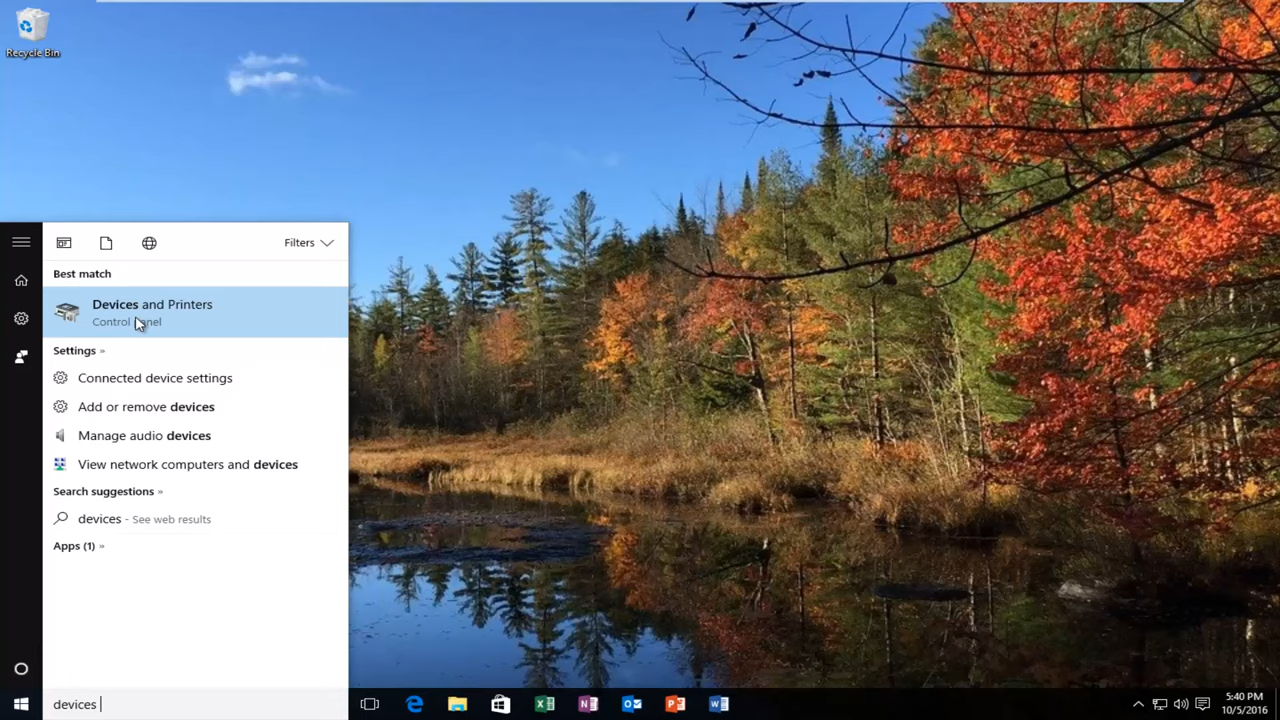 Recycle Bin
Filters
Best match
Devices and Printers
Control Panel
Settings »
Connected device settings
Add or remove devices
Manage audio devices
View network computers and devices
Search suggestions »
devices - See web results
Apps (1) »
devices
5:40 PM
10/5/2016